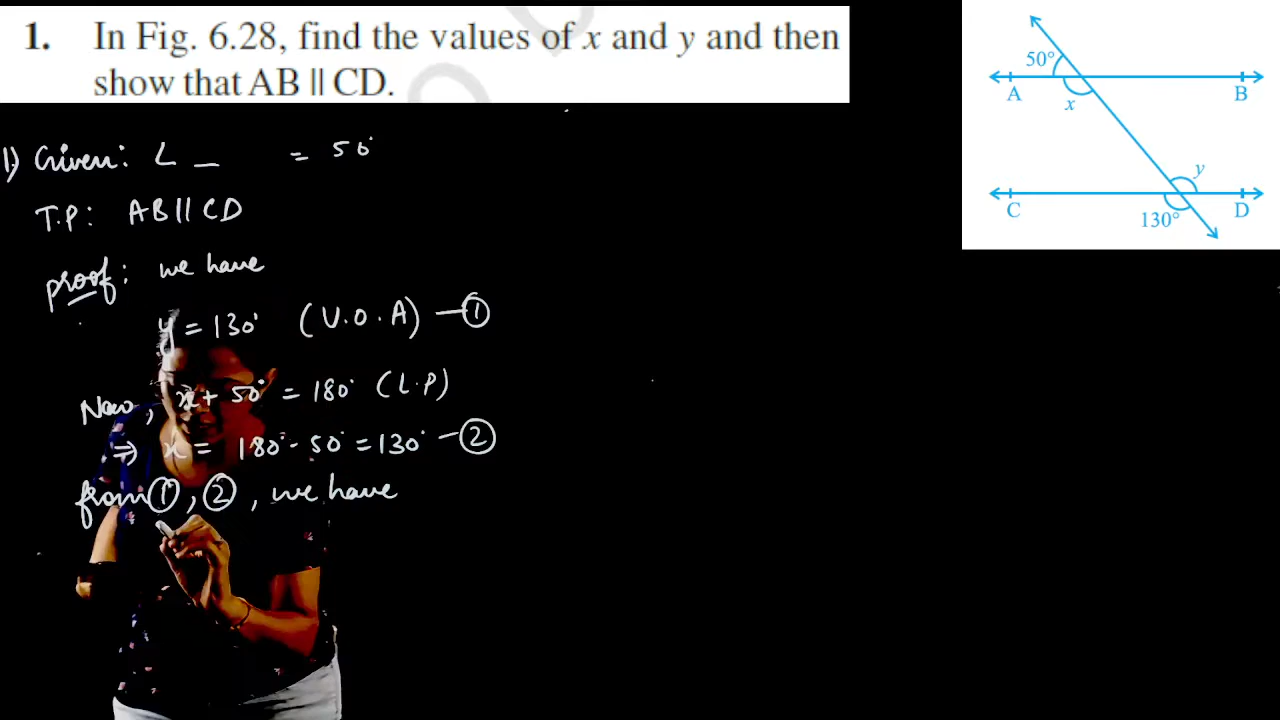 1. In Fig. 6.28, find the values of x and y and then
show that AB || CD.
50°
A
B
x
y
C
130°
D
1) Given: ∠ _ = 50°
T.P: AB || CD
proof: we have
y = 130° (V.O.A) — ①
Now, x + 50° = 180° (L.P)
⇒ x = 180° - 50° = 130° — ②
from ①, ②, we have